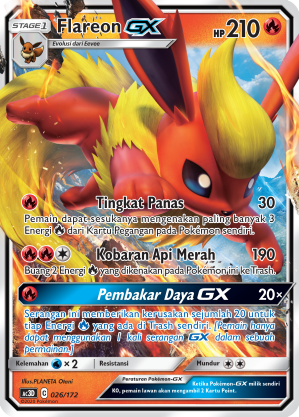 STAGE 1 Flareon GX HP 210
Evolusi dari Eevee
Tingkat Panas 30
Pemain dapat sesukanya mengenakan paling banyak 3
Energi dari Kartu Pegangan pada Pokémon sendiri.
Kobaran Api Merah 190
Buang 2 Energi yang dikenakan pada Pokémon ini ke Trash.
Pembakar Daya GX 20×
Serangan ini memberikan kerusakan sejumlah 20 untuk
tiap Energi yang ada di Trash sendiri. [Pemain hanya
dapat menggunakan 1 kali serangan GX dalam sebuah
permainan.]
Kelemahan ×2 Resistansi Mundur
Illus. PLANETA Otani
Peraturan Pokémon-GX
Ketika Pokémon-GX milik sendiri
KO, pemain lawan akan mengambil 2 Kartu Point.
G 026/172